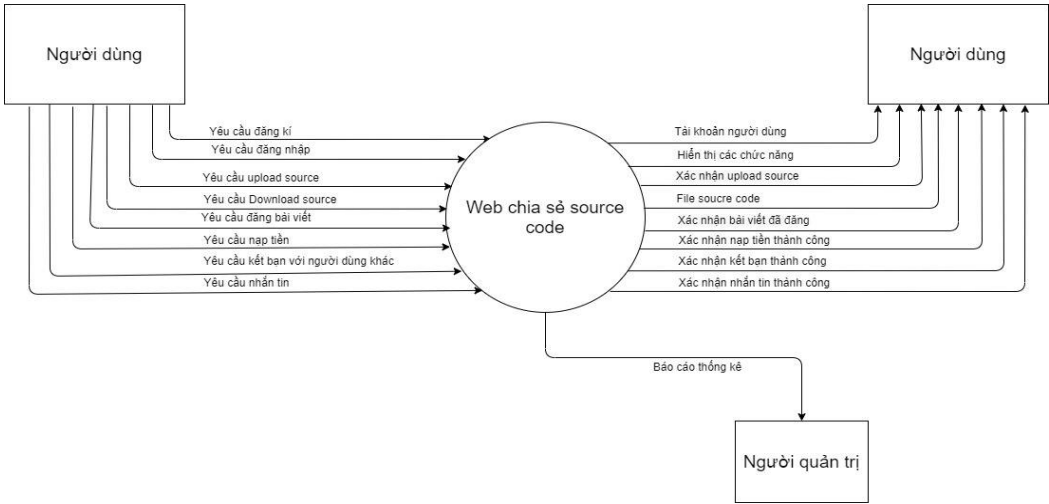 Người dùng
Người dùng
Yêu cầu đăng kí
Yêu cầu đăng nhập
Yêu cầu upload source
Yêu cầu Download source
Yêu cầu đăng bài viết
Yêu cầu nạp tiền
Yêu cầu kết bạn với người dùng khác
Yêu cầu nhắn tin
Web chia sẻ source
code
Tài khoản người dùng
Hiển thị các chức năng
Xác nhận upload source
File soucre code
Xác nhận bài viết đã đăng
Xác nhận nạp tiền thành công
Xác nhận kết bạn thành công
Xác nhận nhắn tin thành công
Báo cáo thống kê
Người quản trị